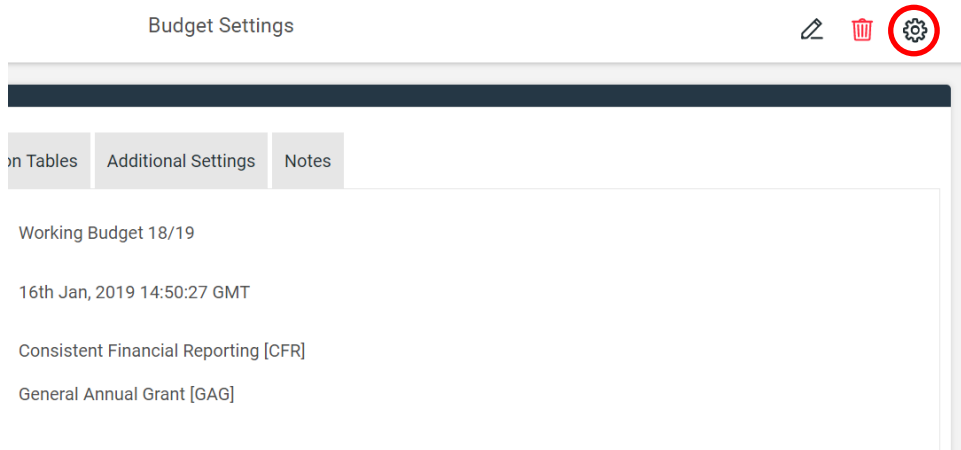 Budget Settings
on Tables Additional Settings Notes
Working Budget 18/19
16th Jan, 2019 14:50:27 GMT
Consistent Financial Reporting [CFR]
General Annual Grant [GAG]